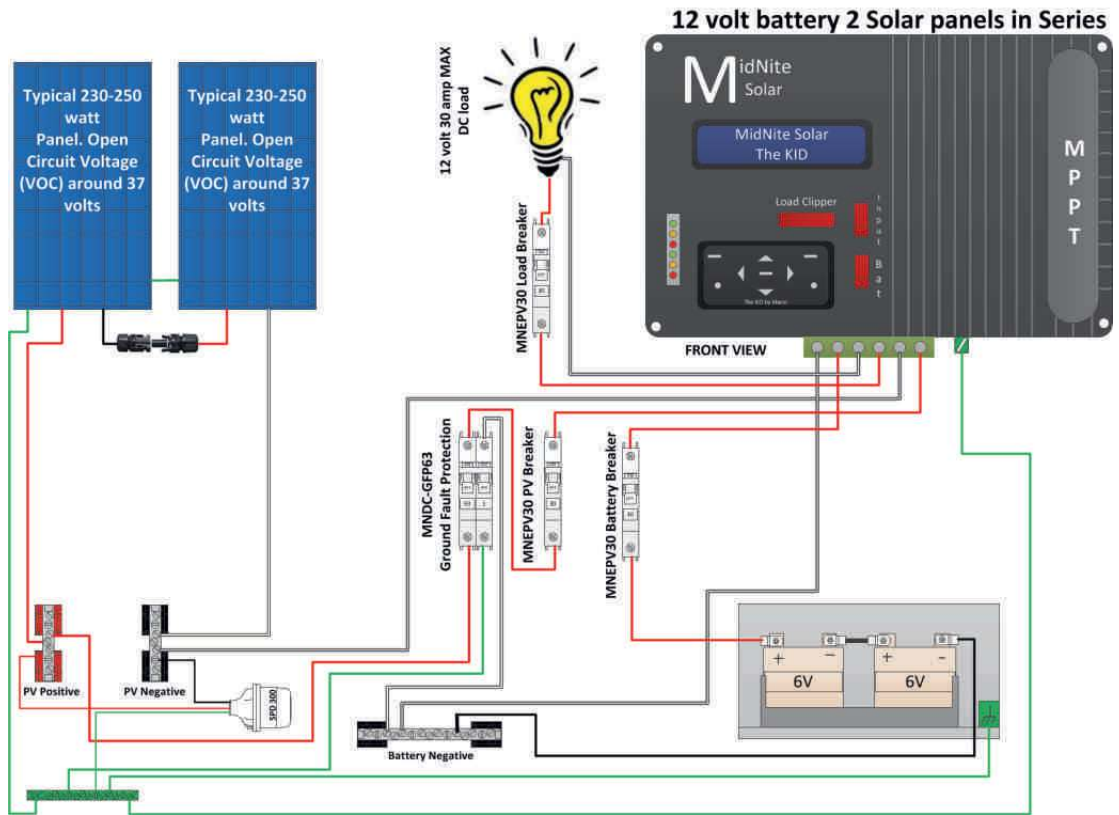 12 volt battery 2 Solar panels in Series
Typical 230-250
watt
Panel. Open
Circuit Voltage
(VOC) around 37
volts
Typical 230-250
watt
Panel. Open
Circuit Voltage
(VOC) around 37
volts
12 volt 30 amp MAX
DC load
MidNite
Solar
MidNite Solar
The KID
Load Clipper
Input
Bat
MPPT
MNEPV30 Load Breaker
FRONT VIEW
MNDC-GFP63
Ground Fault Protection
MNEPV30 PV Breaker
MNEPV30 Battery Breaker
PV Positive
PV Negative
SPD 300
Battery Negative
+ -
6V
+ -
6V